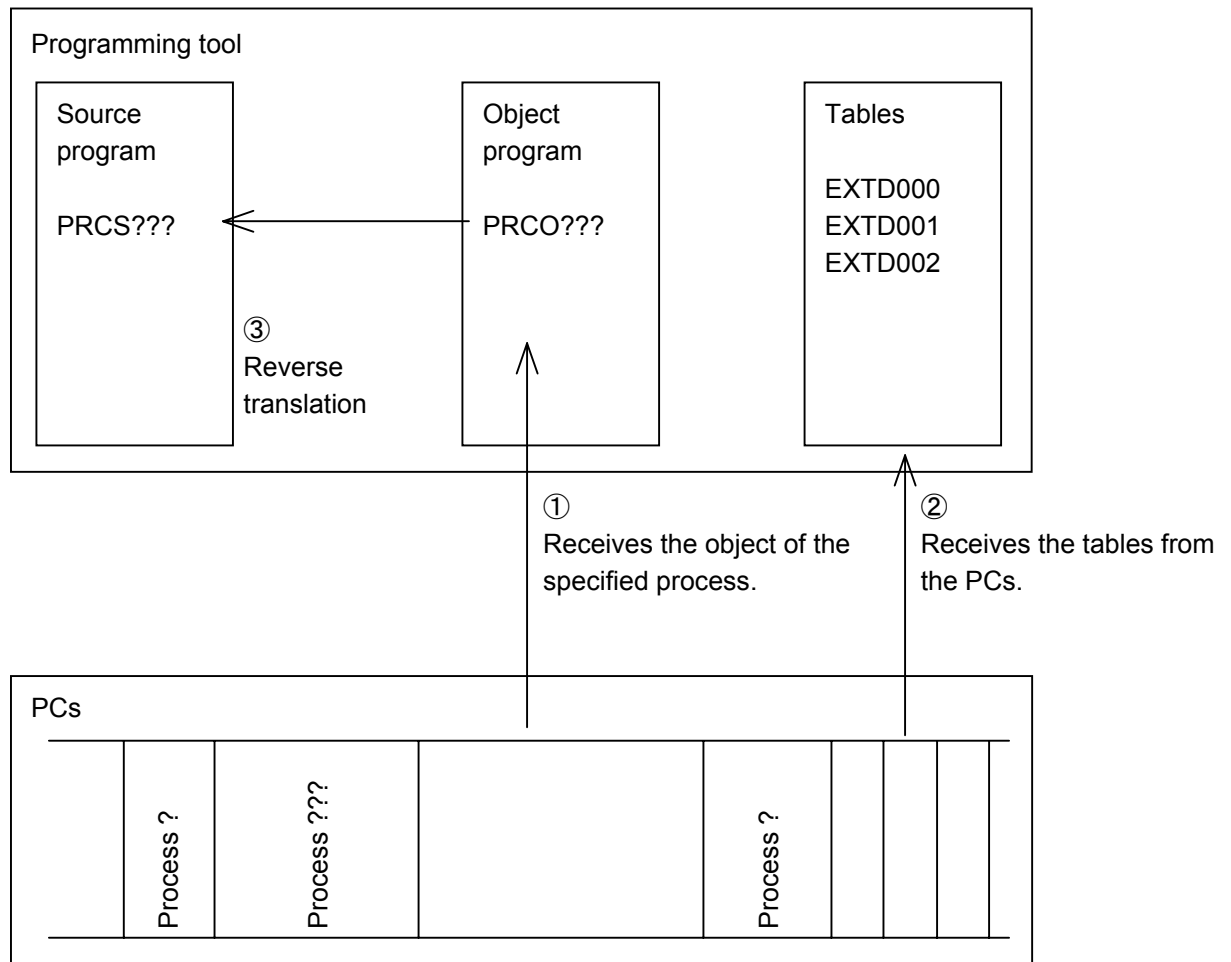 Programming tool
Source
program
PRCS???
Object
program
PRCO???
Tables
EXTD000
EXTD001
EXTD002
③
Reverse
translation
①
Receives the object of the
specified process.
②
Receives the tables from
the PCs.
PCs
Process ?
Process ???
Process ?